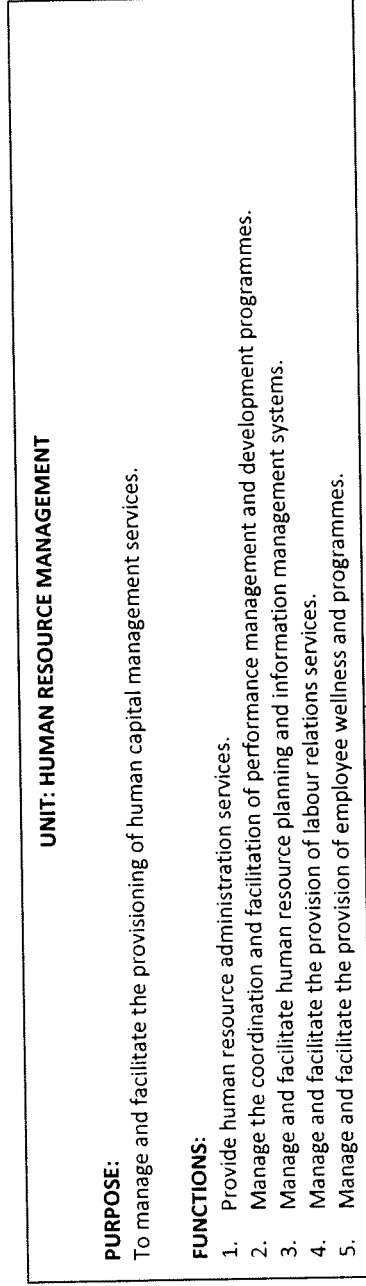 UNIT: HUMAN RESOURCE MANAGEMENT
PURPOSE:
To manage and facilitate the provisioning of human capital management services.
FUNCTIONS:
1. Provide human resource administration services.
2. Manage the coordination and facilitation of performance management and development programmes.
3. Manage and facilitate human resource planning and information management systems.
4. Manage and facilitate the provision of labour relations services.
5. Manage and facilitate the provision of employee wellness and programmes.